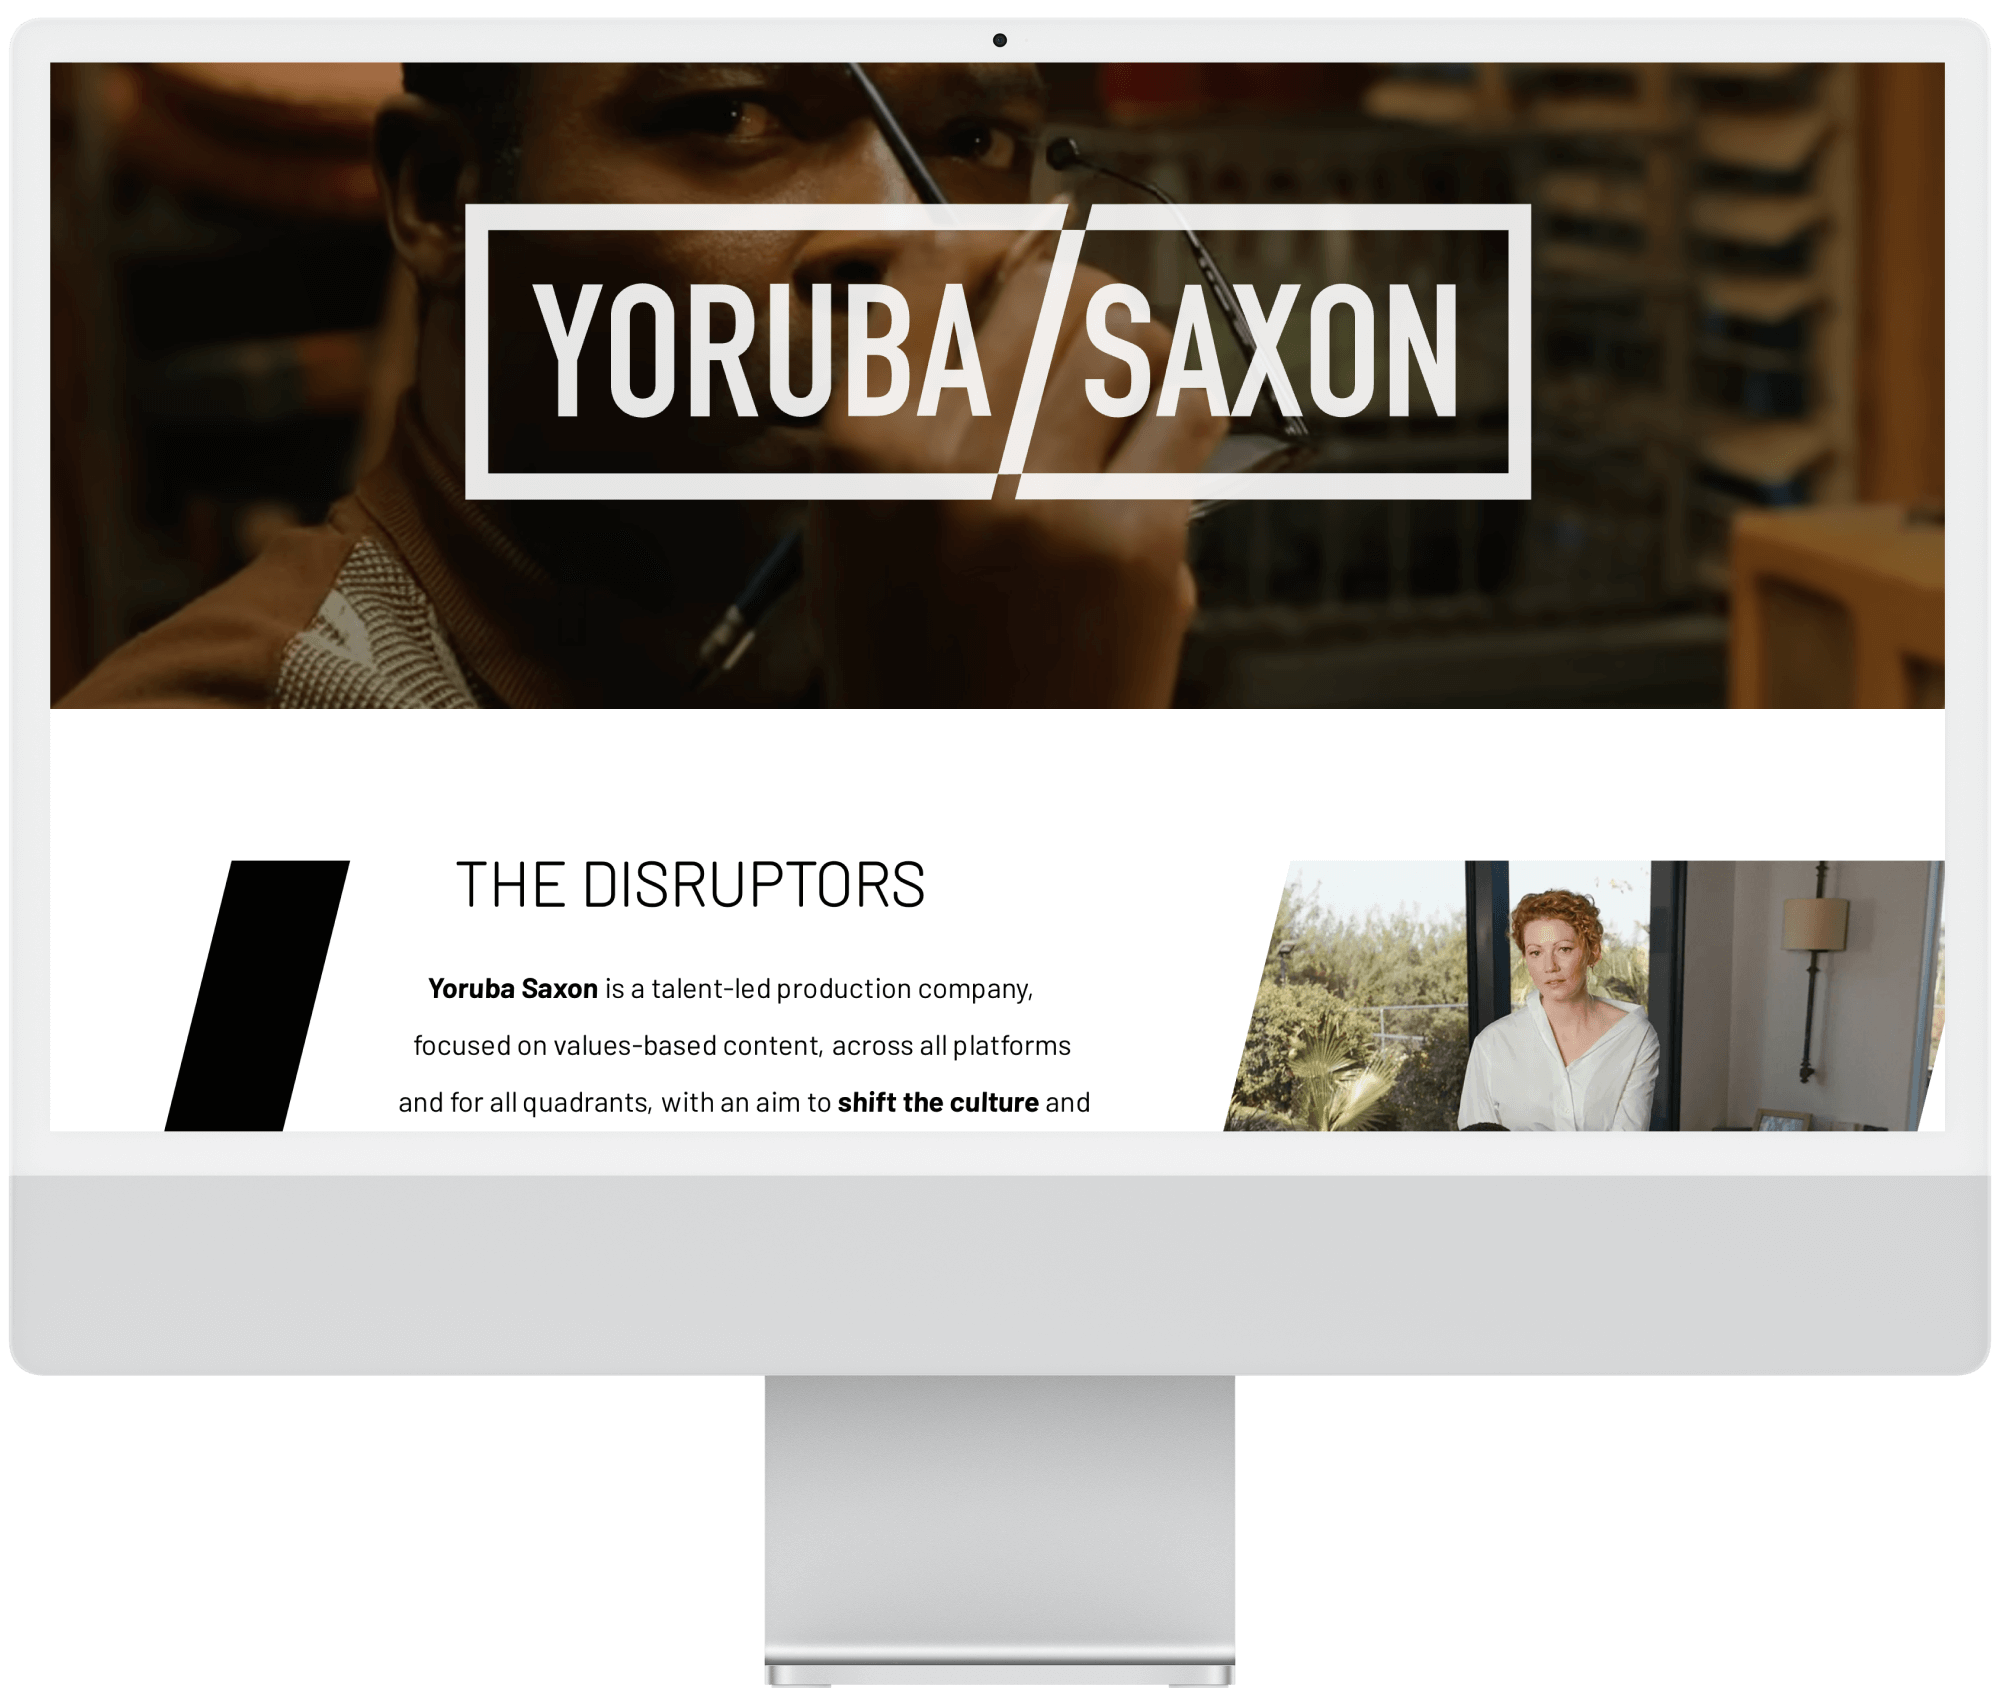 YORUBA/SAXON
THE DISRUPTORS
Yoruba Saxon is a talent-led production company,
focused on values-based content, across all platforms
and for all quadrants, with an aim to shift the culture and